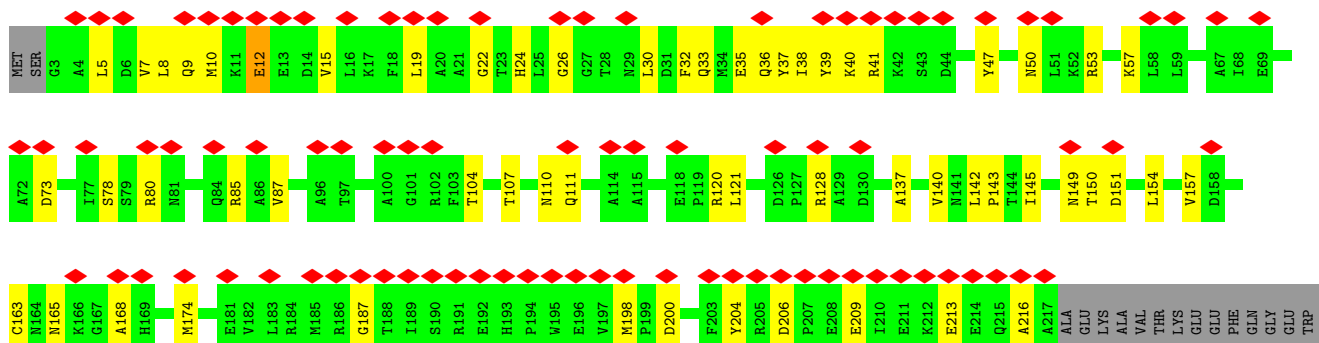 MET SER G3 A4 L5 D6 V7 L8 Q9 M10 K11 E12 E13 D14 V15 L16 K17 F18 L19 A20 A21 G22 T23 H24 L25 G26 G27 T28 N29 L30 D31 F32 Q33 M34 E35 Q36 Y37 I38 Y39 K40 R41 K42 S43 D44 Y47 N50 L51 K52 R53 K57 L58 L59 A67 I68 E69
A72 D73 I77 S78 S79 R80 N81 Q84 R85 A86 V87 A96 T97 A100 G101 R102 F103 T104 T107 N110 Q111 A114 A115 E118 P119 R120 L121 D126 P127 R128 A129 D130 A137 V140 N141 L142 P143 T144 I145 N149 T150 D151 L154 V157 D158
C163 N164 N165 K166 G167 A168 H169 M174 E181 V182 L183 R184 M185 R186 G187 T188 I189 S190 R191 E192 H193 P194 W195 E196 V197 M198 P199 D200 F203 Y204 R205 D206 P207 E208 E209 I210 E211 K212 E213 E214 Q215 A216 A217 ALA GLU LYS ALA VAL THR LYS GLU GLU PHE GLN GLY GLU TRP